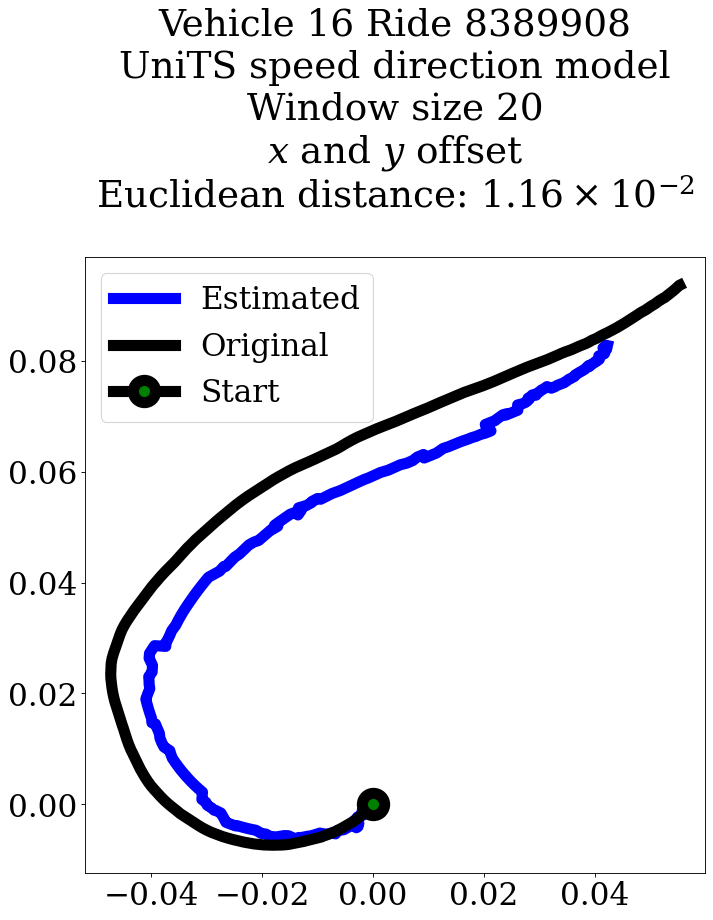 Vehicle 16 Ride 8389908
UniTS speed direction model
Window size 20
x and y offset
Euclidean distance: 1.16 × 10⁻²
Estimated
Original
Start
0.08
0.06
0.04
0.02
0.00
−0.04 −0.02 0.00 0.02 0.04